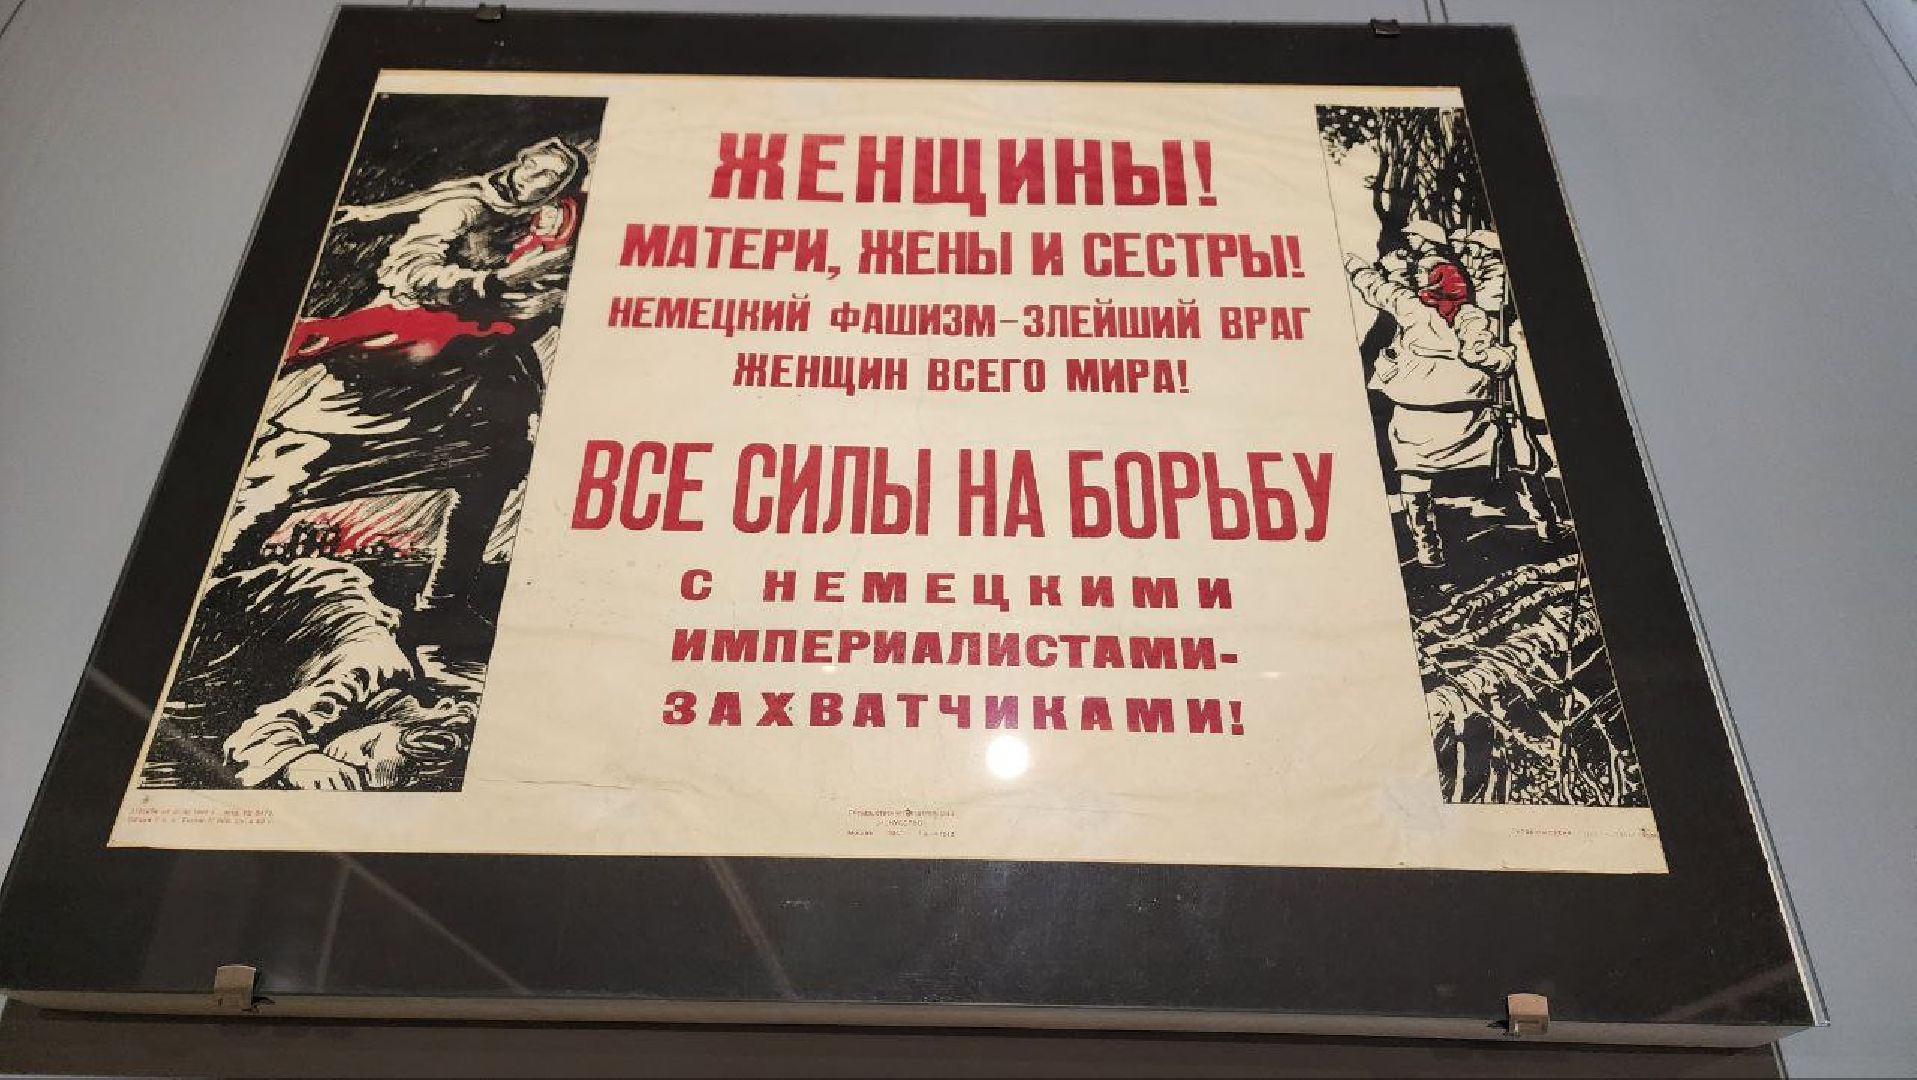 ЖЕНЩИНЫ!
МАТЕРИ, ЖЕНЫ И СЕСТРЫ!
НЕМЕЦКИЙ ФАШИЗМ-ЗЛЕЙШИЙ ВРАГ
ЖЕНЩИН ВСЕГО МИРА!
ВСЕ СИЛЫ НА БОРЬБУ
С НЕМЕЦКИМИ
ИМПЕРИАЛИСТАМИ-
ЗАХВАТЧИКАМИ!